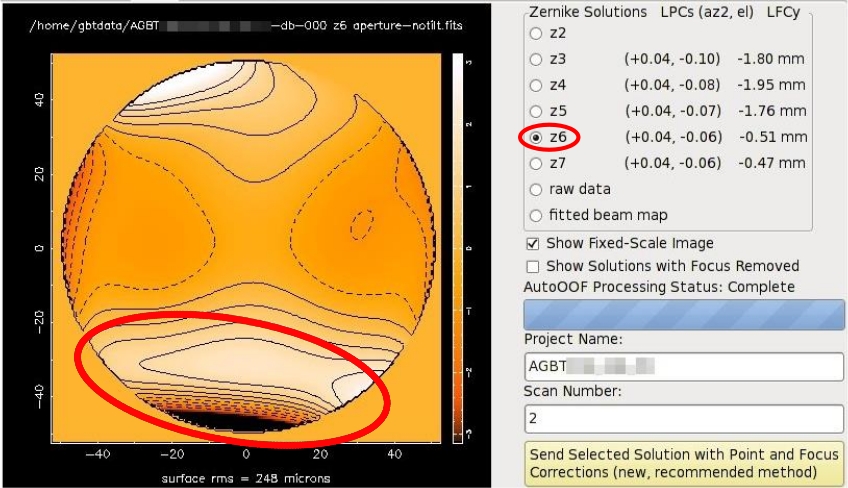 /home/gbtdata/AGBT -db-000 z6 aperture-notilt.fits
40
20
0
-20
-40
-40 -20 0 20 40
3
2
1
0
-1
-2
-3
surface rms = 248 microns
Zernike Solutions LPCs (az2, el) LFCy
z2
z3 (+0.04, -0.10) -1.80 mm
z4 (+0.04, -0.08) -1.95 mm
z5 (+0.04, -0.07) -1.76 mm
z6 (+0.04, -0.06) -0.51 mm
z7 (+0.04, -0.06) -0.47 mm
raw data
fitted beam map
Show Fixed-Scale Image
Show Solutions with Focus Removed
AutoOOF Processing Status: Complete
Project Name:
AGBT
Scan Number:
2
Send Selected Solution with Point and Focus
Corrections (new, recommended method)